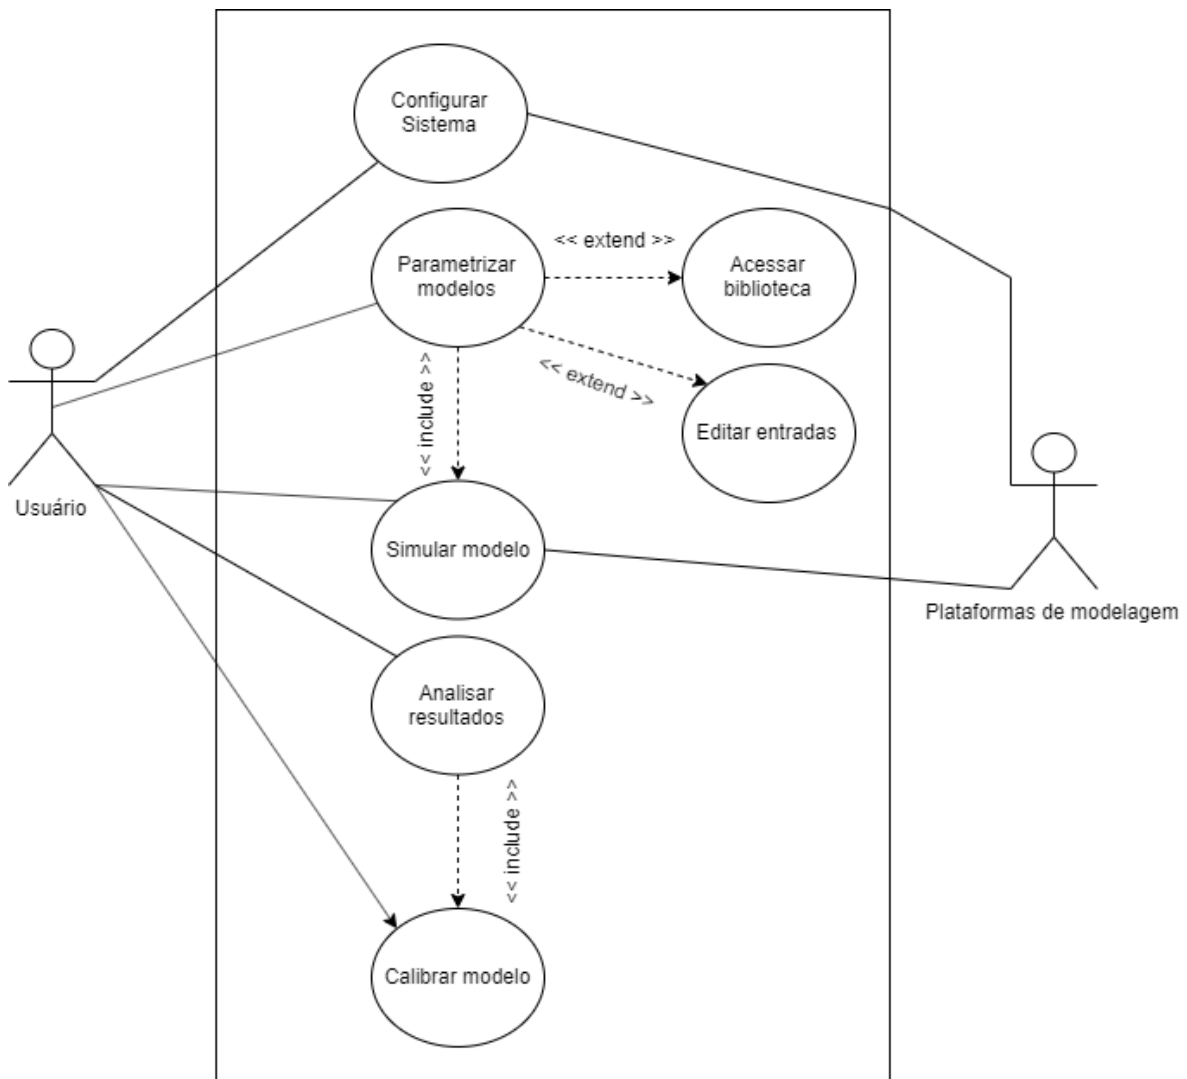 Configurar
Sistema
Parametrizar
modelos
<< extend >>
Acessar
biblioteca
<< extend >>
Editar entradas
<< include >>
Usuário
Simular modelo
Plataformas de modelagem
Analisar
resultados
<< include >>
Calibrar modelo